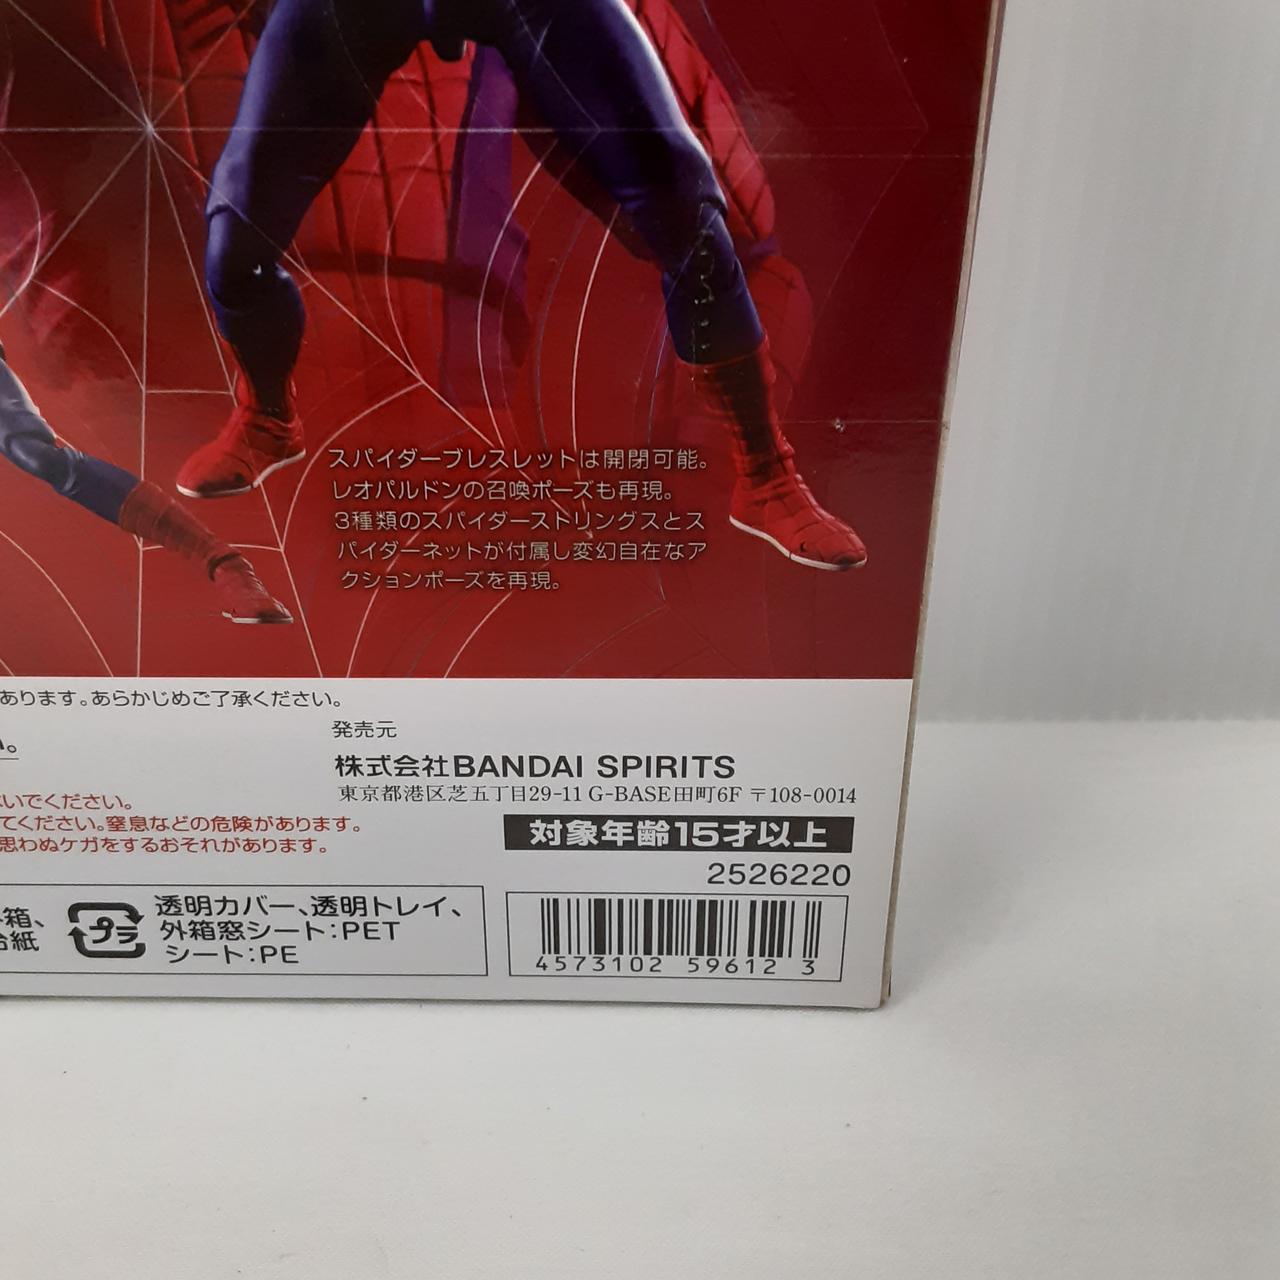 スパイダーブレスレットは開閉可能。
レオパルドンの召喚ポーズも再現。
3種類のスパイダーストリングスとス
パイダーネットが付属し変幻自在なア
クションポーズを再現。
あります。あらかじめご了承ください。
い。
発売元
株式会社BANDAI SPIRITS
東京都港区芝五丁目29-11 G-BASE田町6F 〒108-0014
いでください。
てください。窒息などの危険があります。
思わぬケガをするおそれがあります。
対象年齢15才以上
2526220
箱、
台紙
プラ
透明カバー、透明トレイ、
外箱窓シート:PET
シート:PE
4573102 59612 3